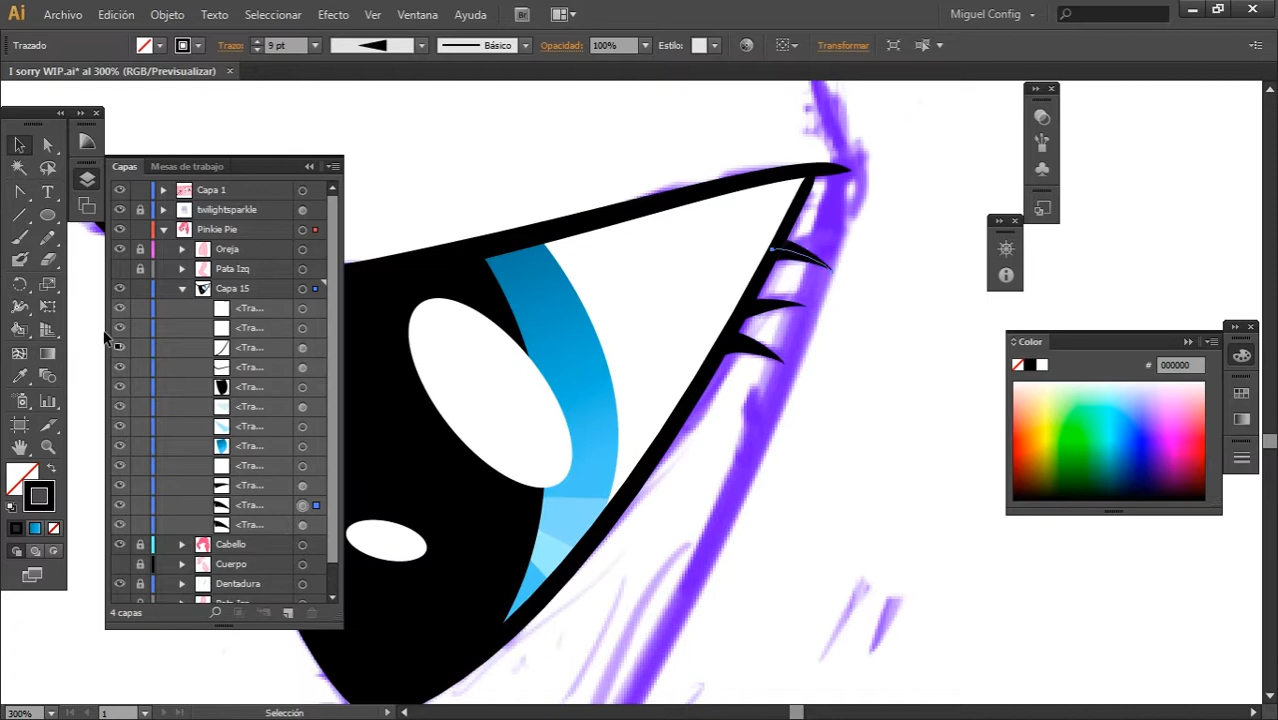 Ai Archivo Edición Objeto Texto Seleccionar Efecto Ver Ventana Ayuda Br Miguel Config
Trazado Trazo: 9 pt Básico Opacidad: 100% Estilo: Transformar
I sorry WIP.ai* al 300% (RGB/Previsualizar)
Capas Mesas de trabajo
Capa 1
twilightsparkle
Pinkie Pie
Oreja
Pata Izq
Capa 15
<Tra...
<Tra...
<Tra...
<Tra...
<Tra...
<Tra...
<Tra...
<Tra...
<Tra...
<Tra...
<Tra...
<Tra...
Cabello
Cuerpo
Dentadura
4 capas
Color
# 000000
300% 1 Selección